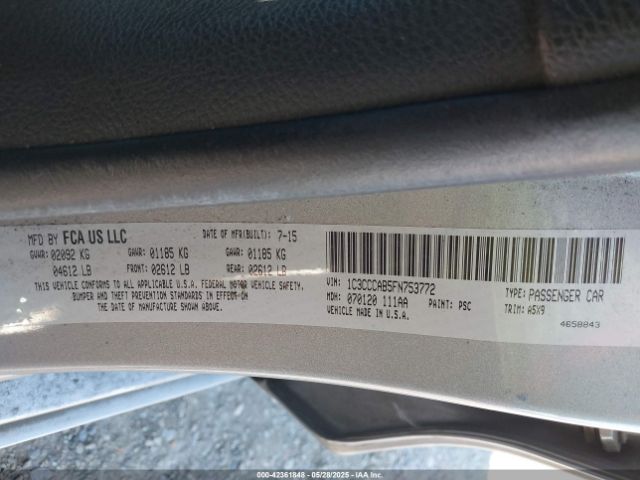 MFD BY FCA US LLC DATE OF MFR(BUILT): 7-15
GVWR: 02092 KG GAWR: 01185 KG GAWR: 01185 KG
04612 LB FRONT: 02612 LB REAR: 02612 LB
THIS VEHICLE CONFORMS TO ALL APPLICABLE FEDERAL MOTOR VEHICLE SAFETY,
BUMPER AND THEFT PREVENTION STANDARDS IN EFFECT ON
THE DATE OF MANUFACTURE SHOWN ABOVE.
VIN: 1C3CCCAB5FN753772 TYPE: PASSENGER CAR
MDH: 070120 111AA PAINT: PSC TRIM: A5X9
VEHICLE MADE IN U.S.A. 4658843
000-42361848 - 05/28/2025 - IAAI.COM